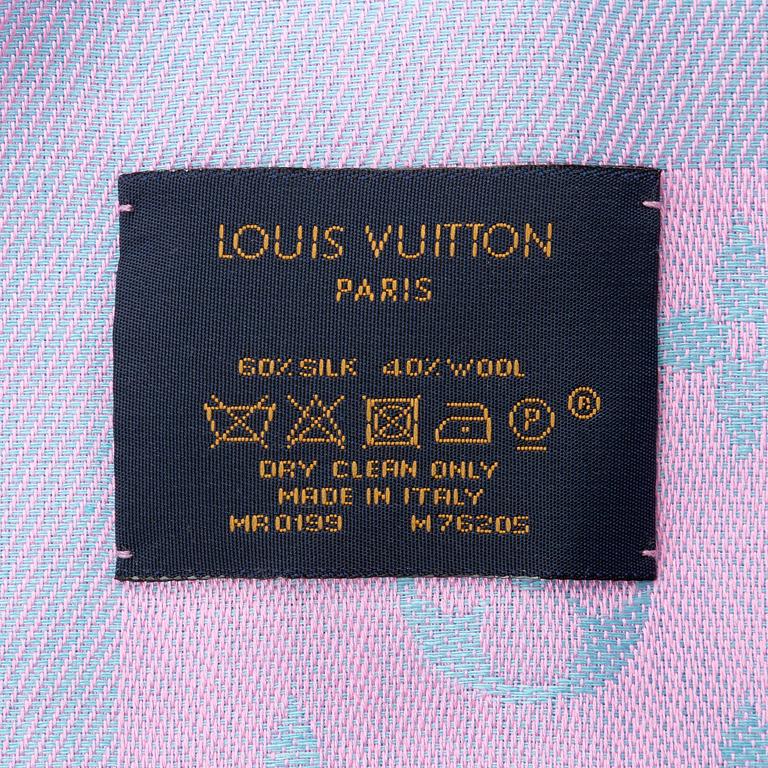 LOUIS VUITTON
PARIS
60% SILK 40% WOOL
P ®
DRY CLEAN ONLY
MADE IN ITALY
MR0199 M76205